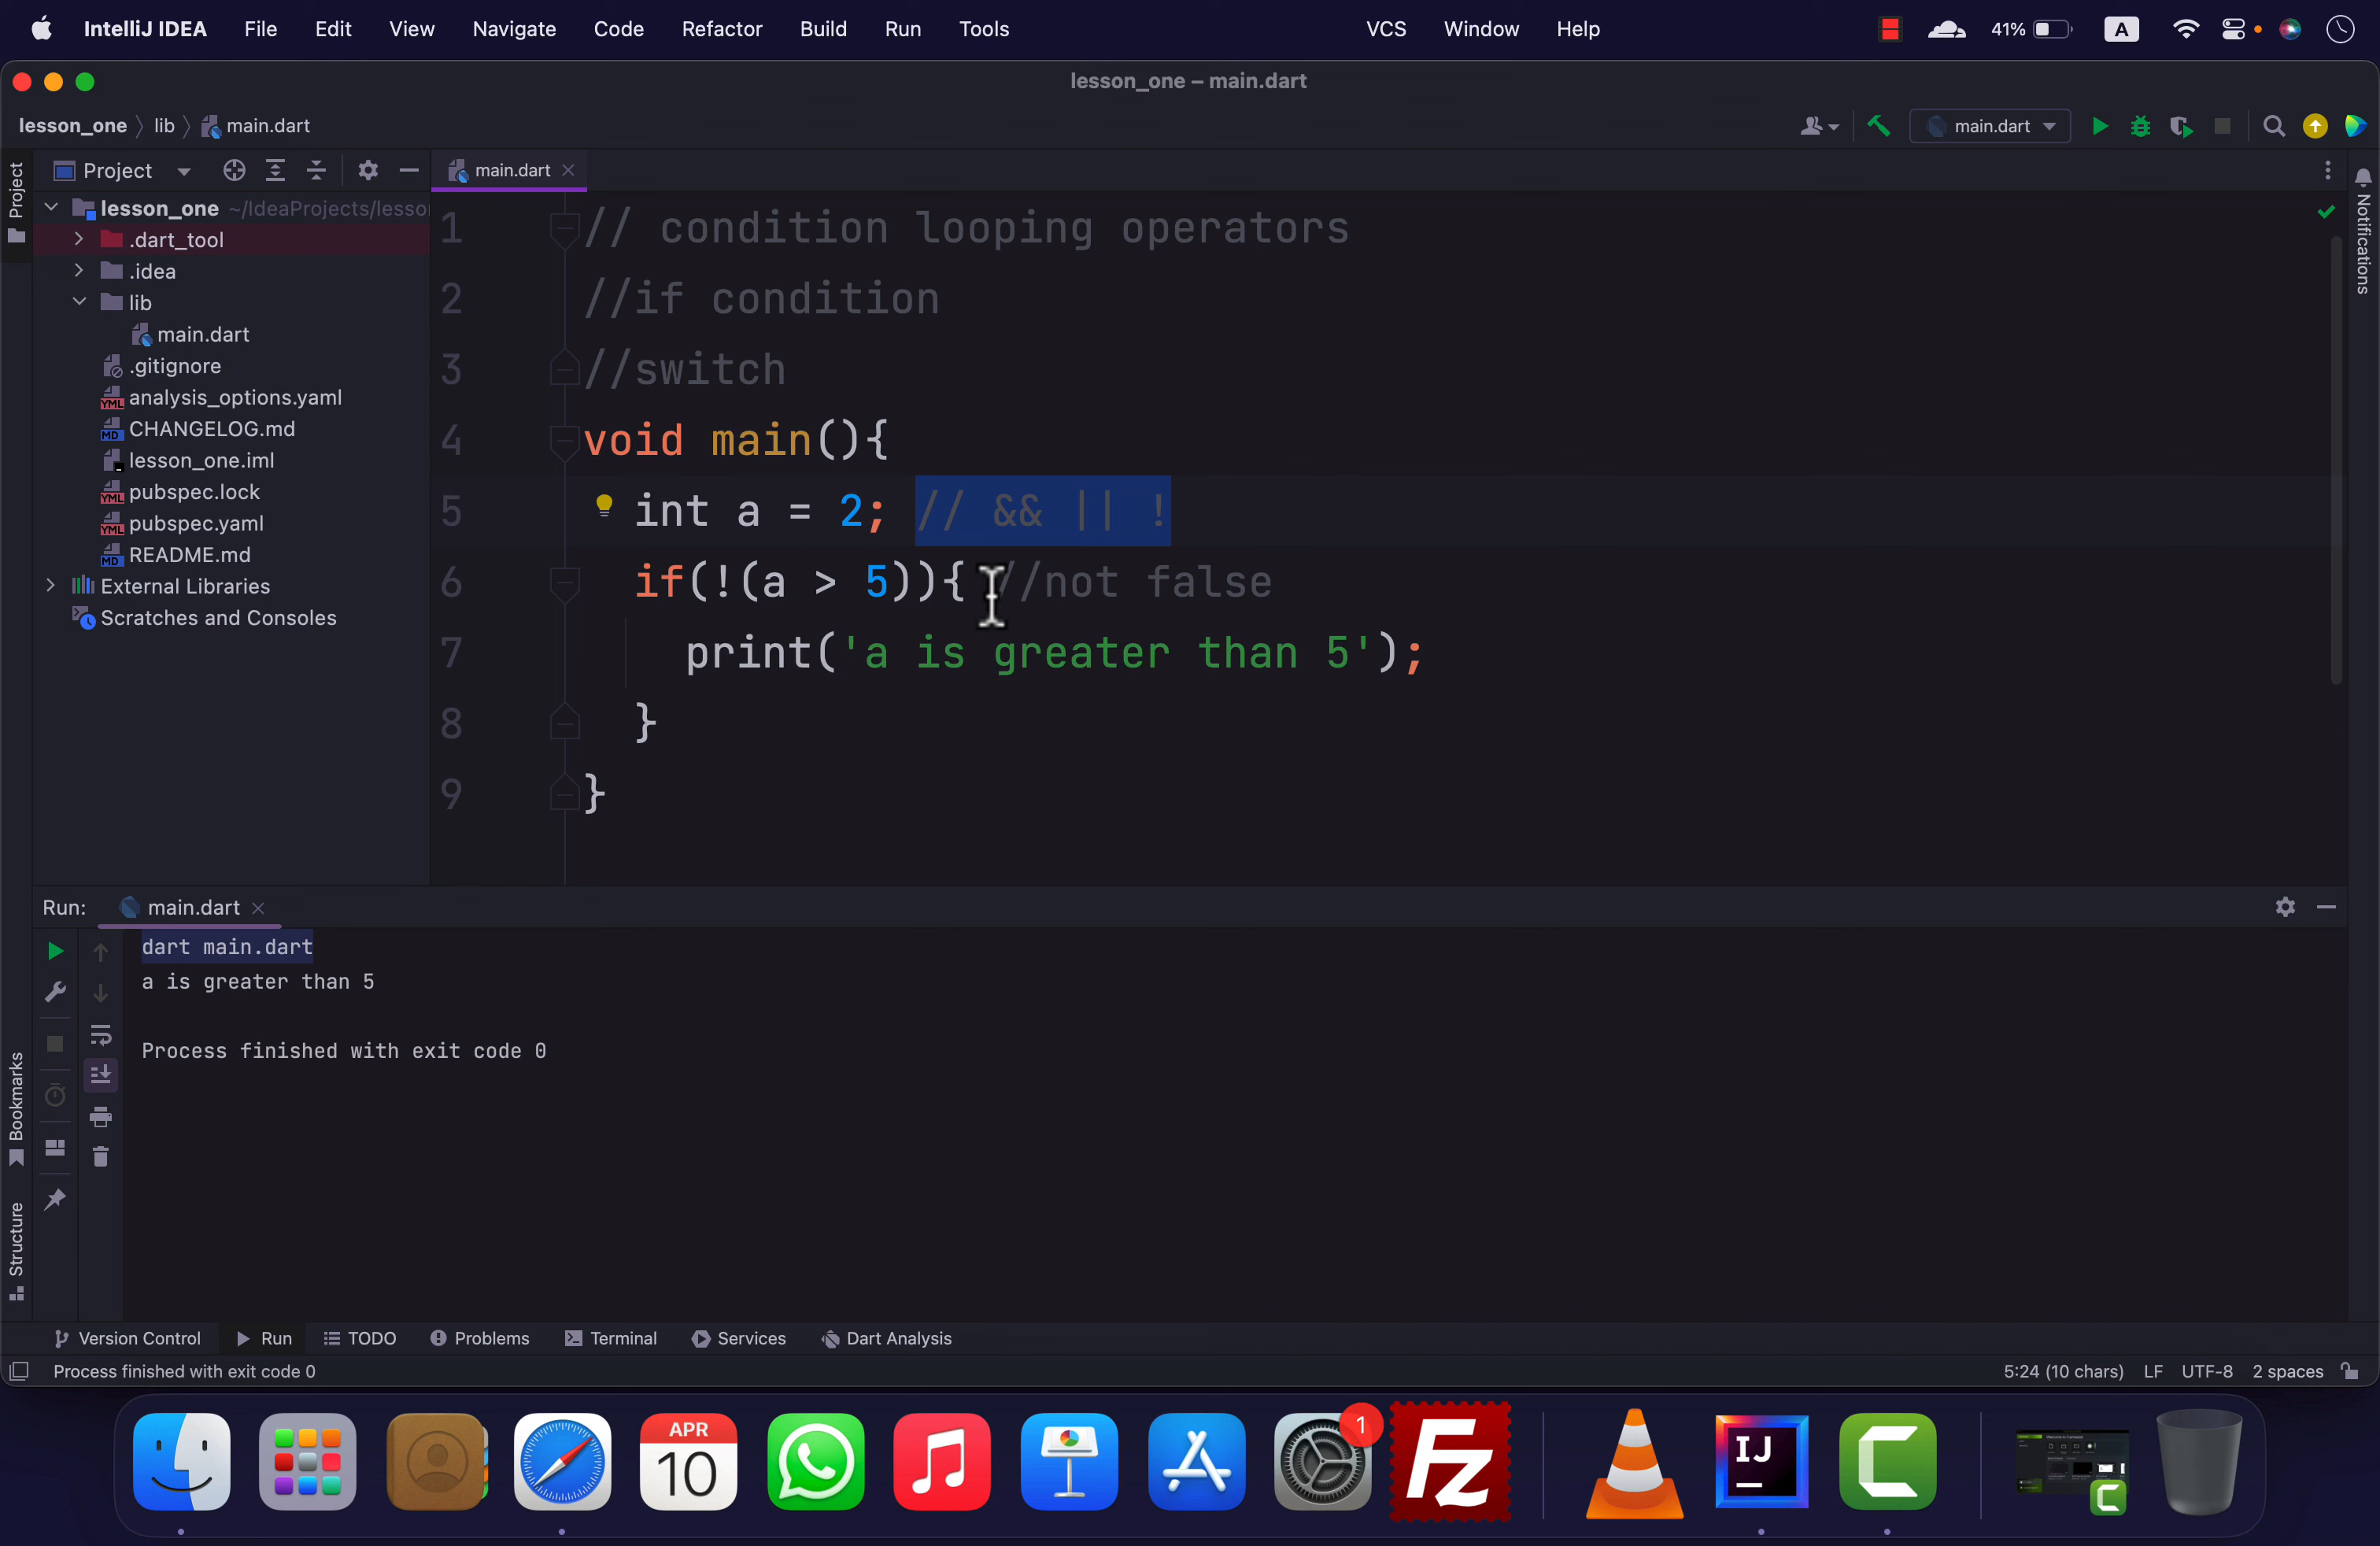 IntelliJ IDEA File Edit View Navigate Code Refactor Build Run Tools VCS Window Help 41% A
lesson_one – main.dart
lesson_one lib main.dart main.dart
Project main.dart
Project
Notifications
lesson_one ~/IdeaProjects/lesso
.dart_tool
.idea
lib
main.dart
.gitignore
analysis_options.yaml
CHANGELOG.md
lesson_one.iml
pubspec.lock
pubspec.yaml
README.md
External Libraries
Scratches and Consoles
1 // condition looping operators
2 //if condition
3 //switch
4 void main(){
5 int a = 2; // && || !
6 if(!(a > 5)){ //not false
7 print('a is greater than 5');
8 }
9 }
Run: main.dart
dart main.dart
a is greater than 5
Process finished with exit code 0
Bookmarks
Structure
Version Control Run TODO Problems Terminal Services Dart Analysis
Process finished with exit code 0 5:24 (10 chars) LF UTF-8 2 spaces
APR
10
1
Fz
IJ
C